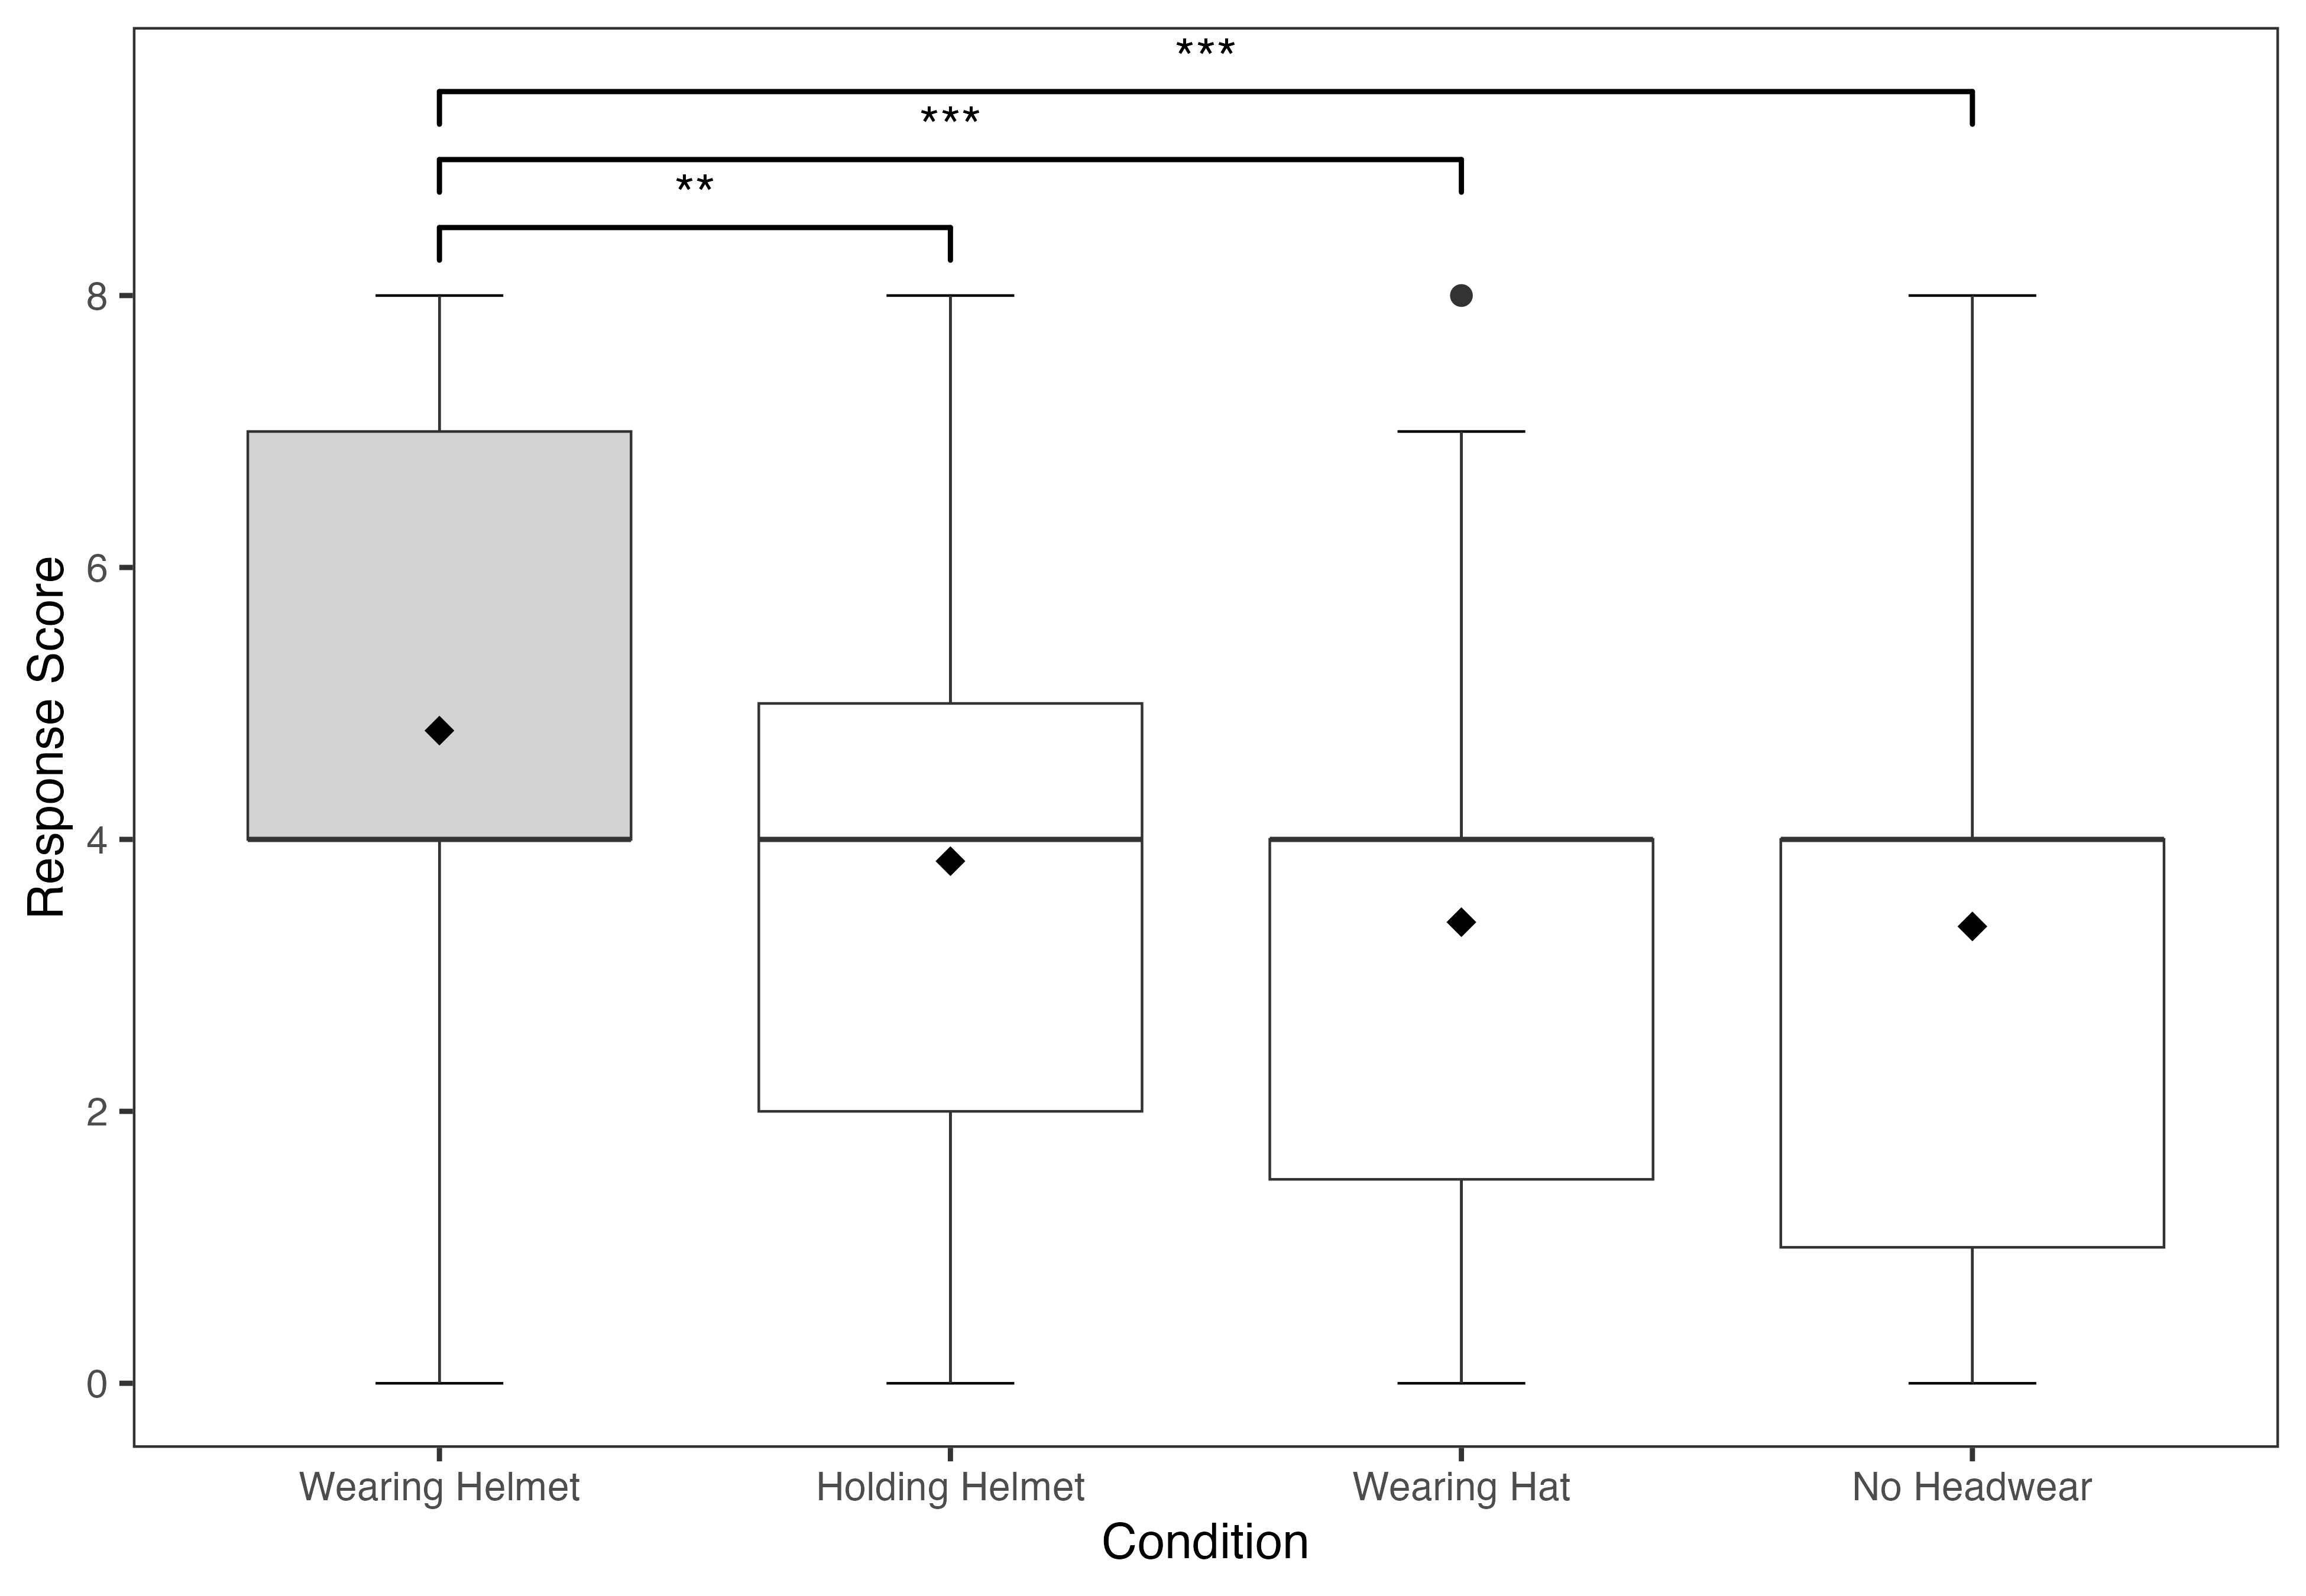 ***
***
**
8
6
4
2
0
Response Score
Wearing Helmet
Holding Helmet
Wearing Hat
No Headwear
Condition